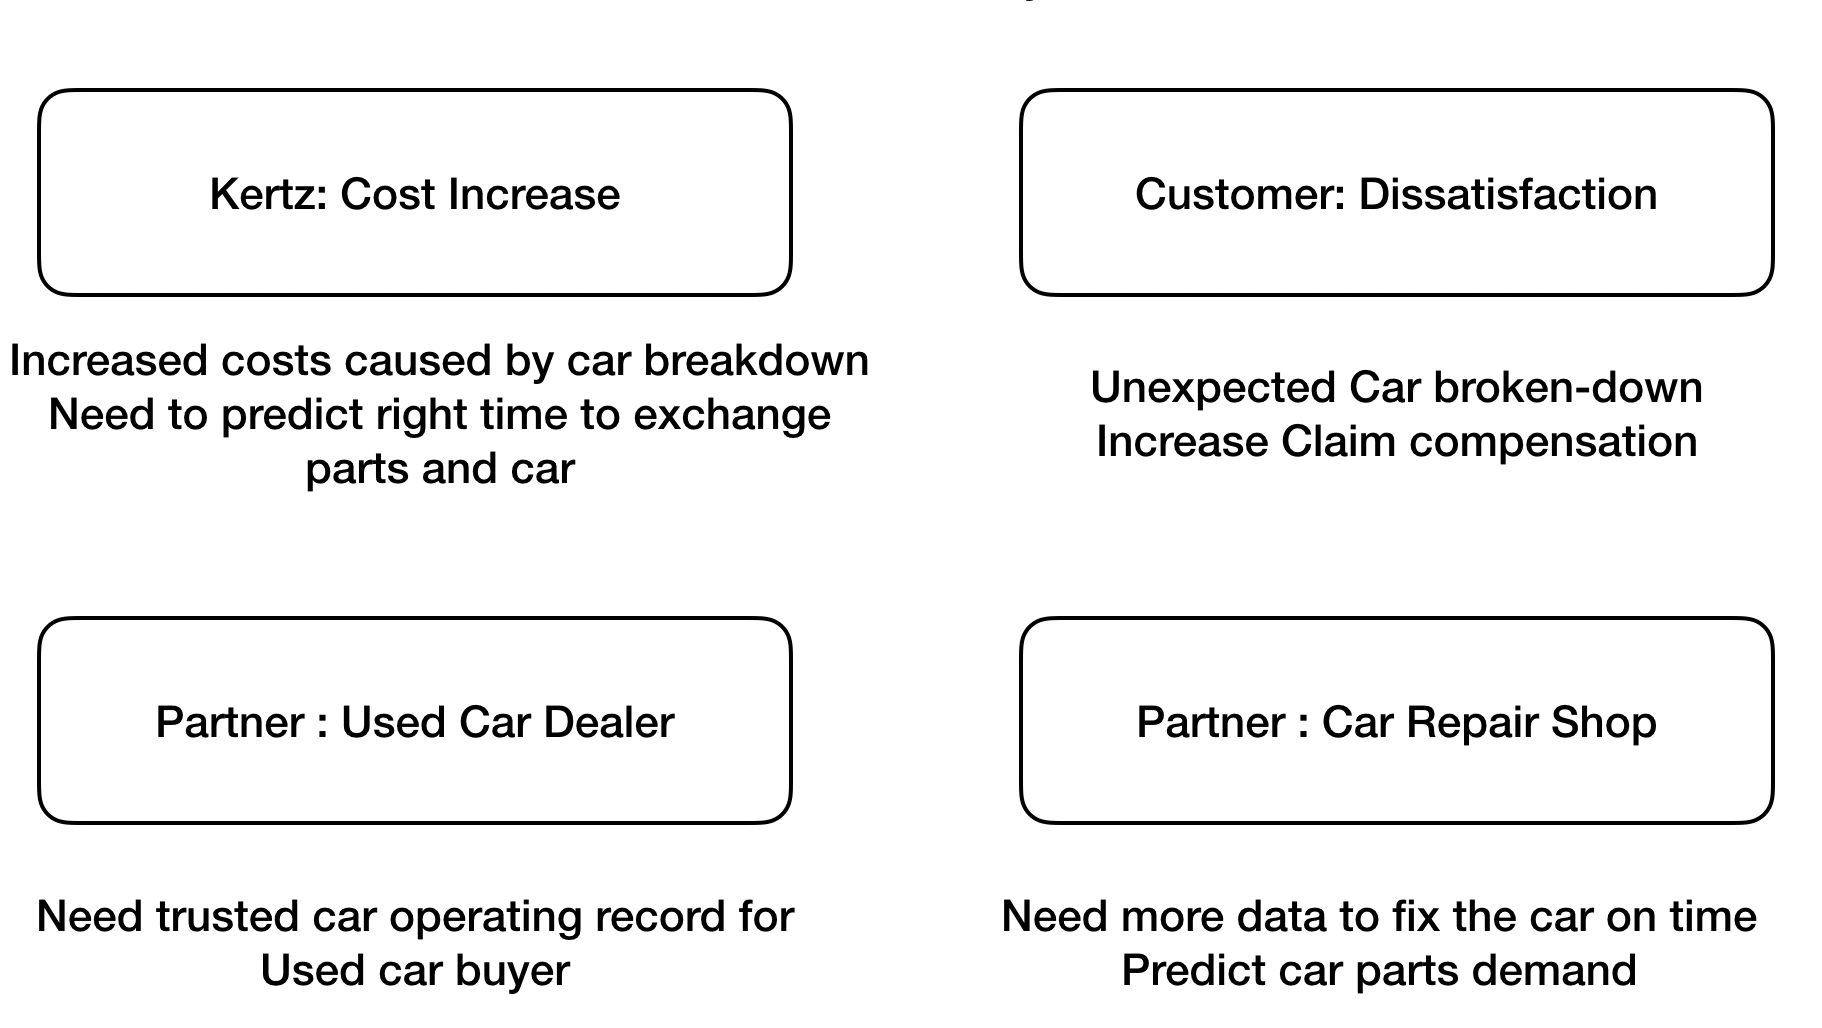 Kertz: Cost Increase
Customer: Dissatisfaction
Increased costs caused by car breakdown
Need to predict right time to exchange
parts and car
Unexpected Car broken-down
Increase Claim compensation
Partner : Used Car Dealer
Partner : Car Repair Shop
Need trusted car operating record for
Used car buyer
Need more data to fix the car on time
Predict car parts demand